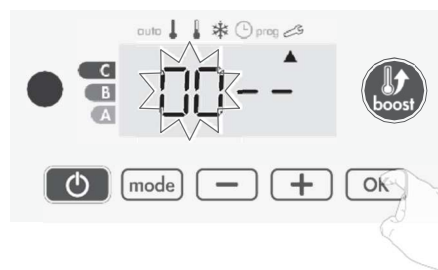 auto prog
C
B
A
00--
boost
mode - + OK